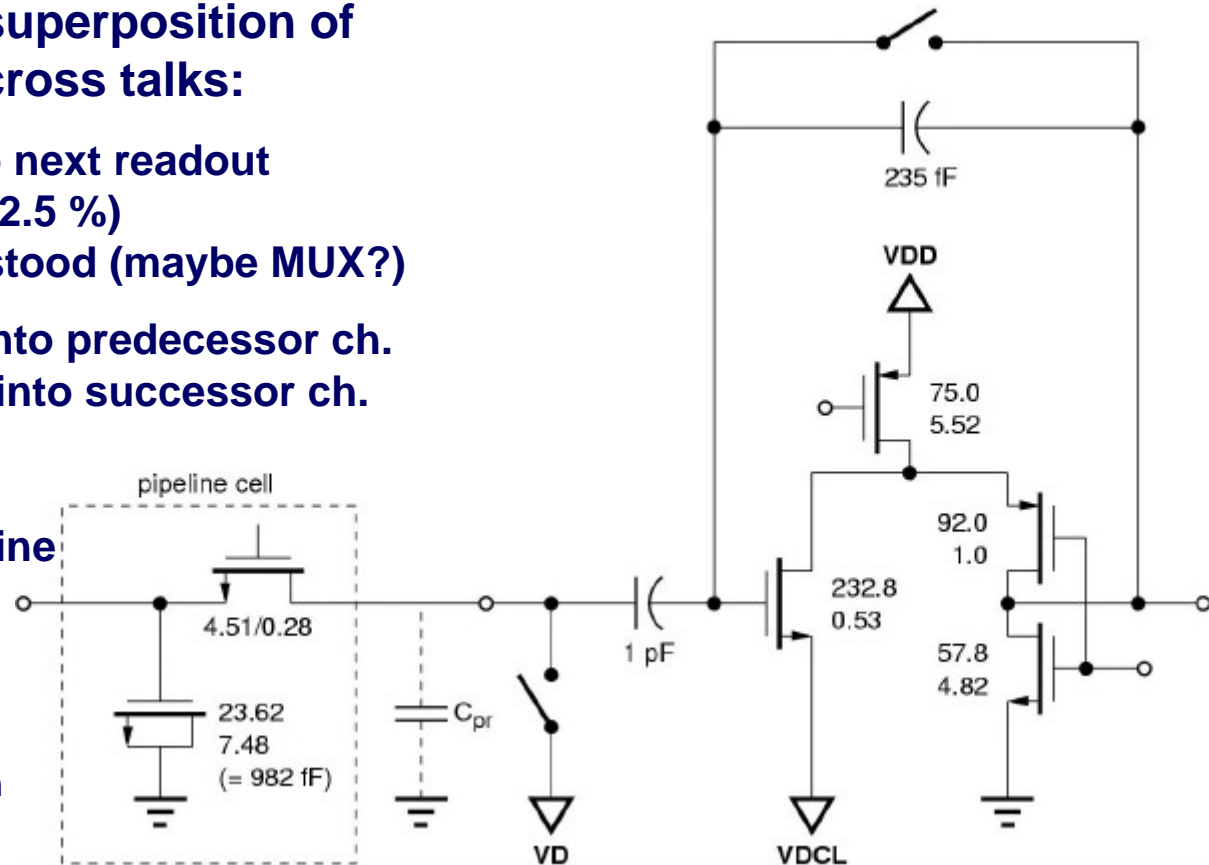 superposition of
cross talks:
next readout
2.5 %)
stood (maybe MUX?)
nto predecessor ch.
into successor ch.
ine
pipeline cell
4.51/0.28
23.62
7.48
(= 982 fF)
Cpr
1 pF
VD
235 fF
VDD
75.0
5.52
232.8
0.53
92.0
1.0
57.8
4.82
VDCL